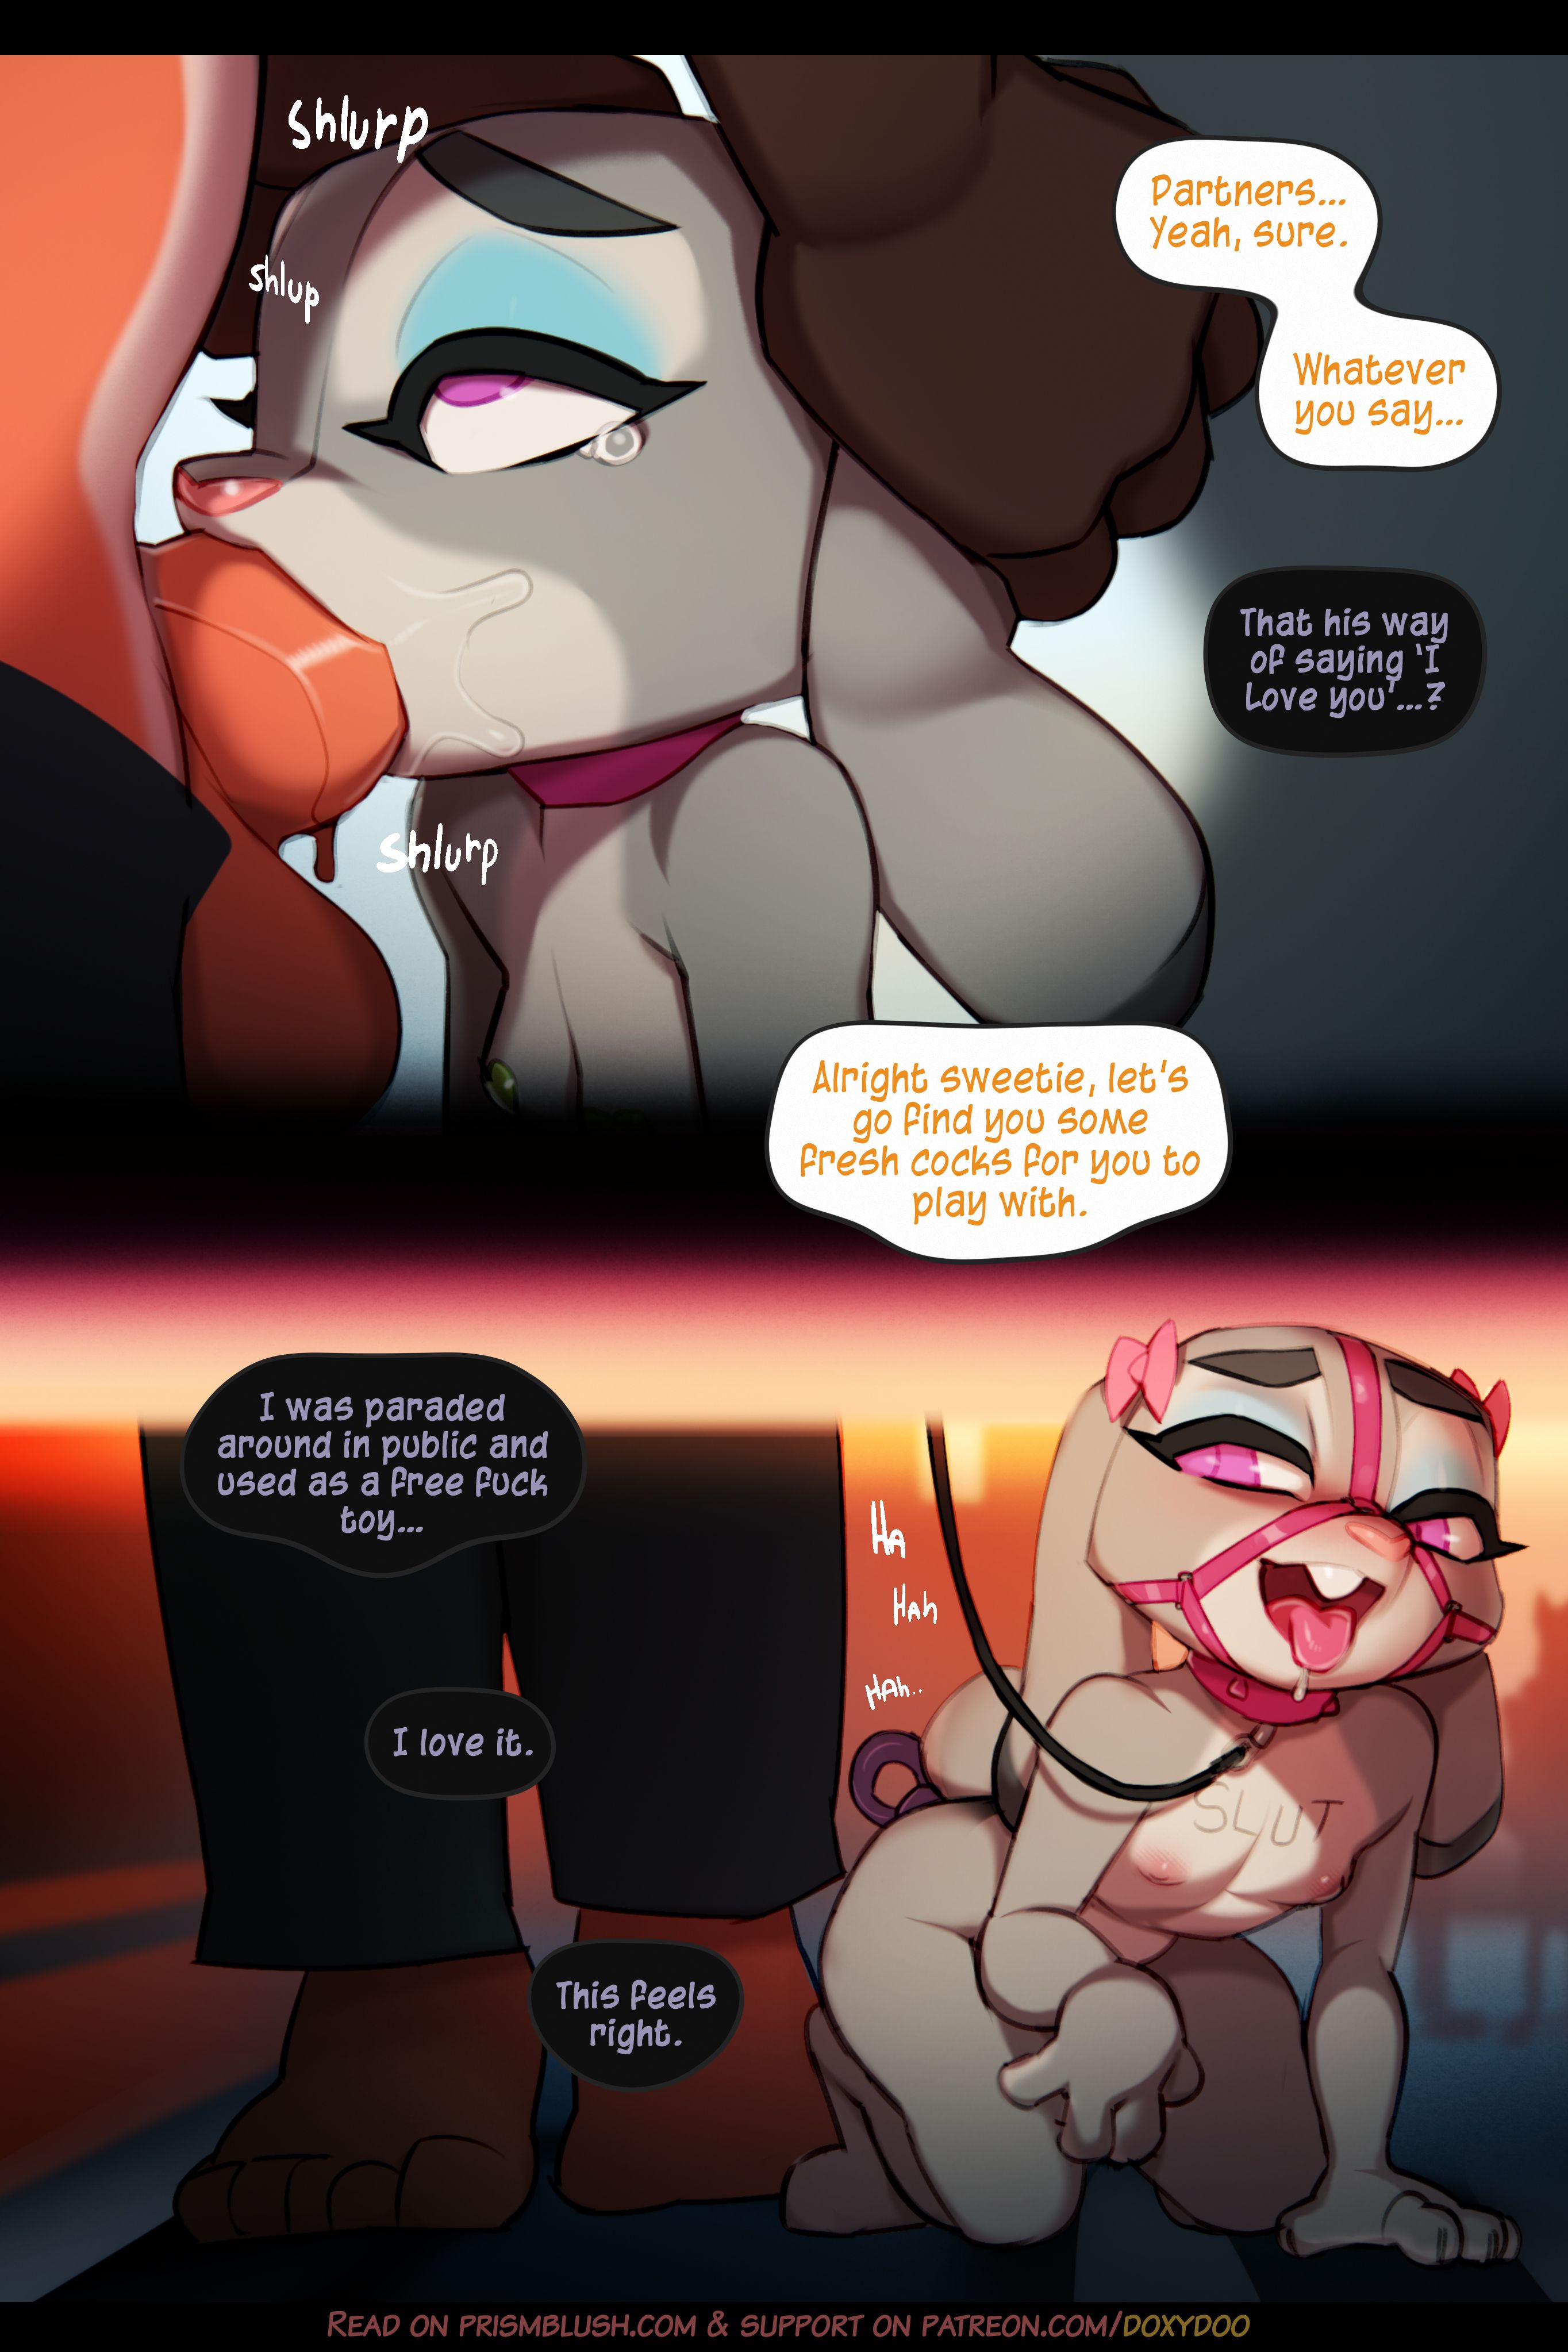 Shlurp
Partners...
Yeah, sure.
shlup
Whatever
you say...
That his way
of saying 'I
Love you'...?
Shlurp
Alright sweetie, let's
go find you some
fresh cocks for you to
play with.
I was paraded
around in public and
used as a free fuck
toy...
Ha
Hah
HAh..
I love it.
SLUT
This feels
right.
READ ON PRISMBLUSH.COM & SUPPORT ON PATREON.COM/DOXYDOO